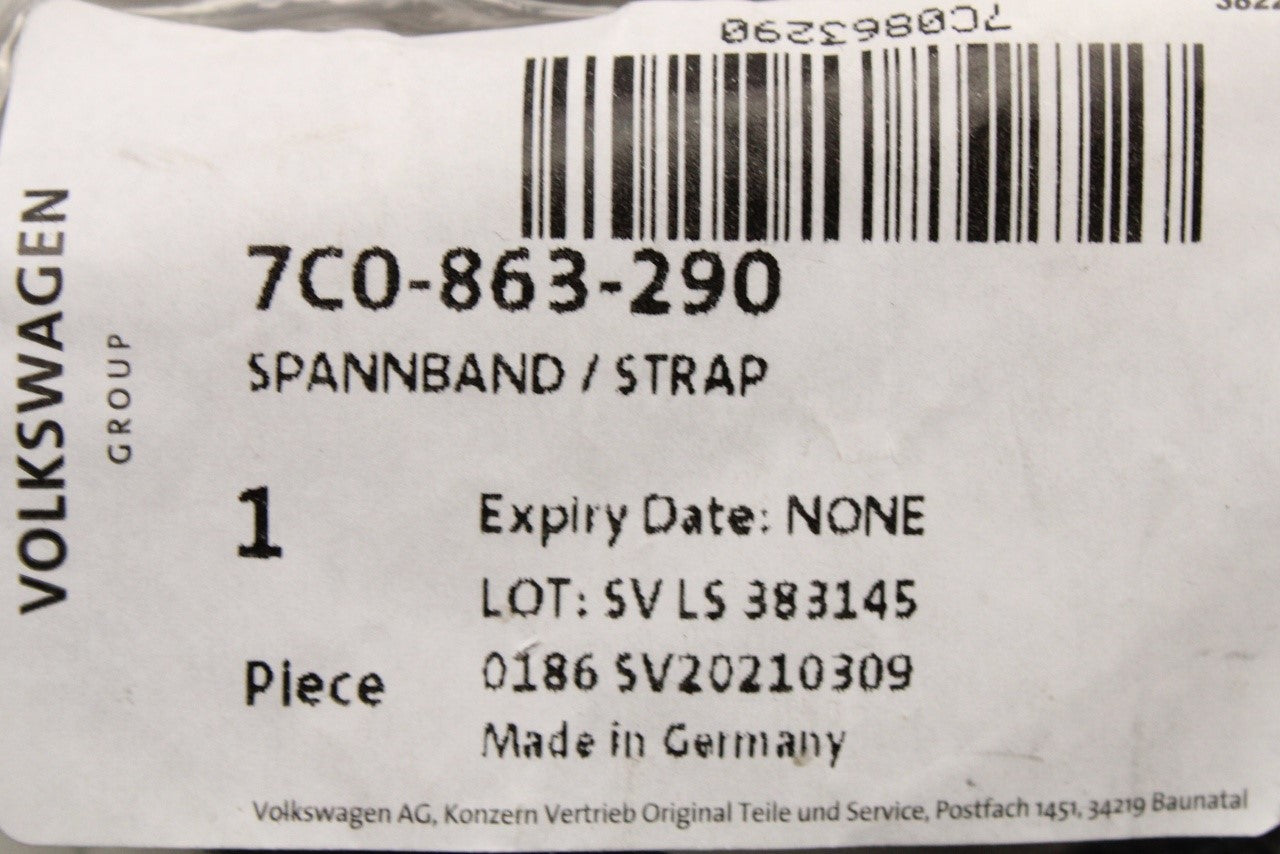 7C0863290
7C0-863-290
SPANNBAND / STRAP
VOLKSWAGEN
GROUP
1
Piece
Expiry Date: NONE
LOT: SV LS 383145
0186 SV20210309
Made in Germany
Volkswagen AG, Konzern Vertrieb Original Teile und Service, Postfach 1451, 34219 Baunatal